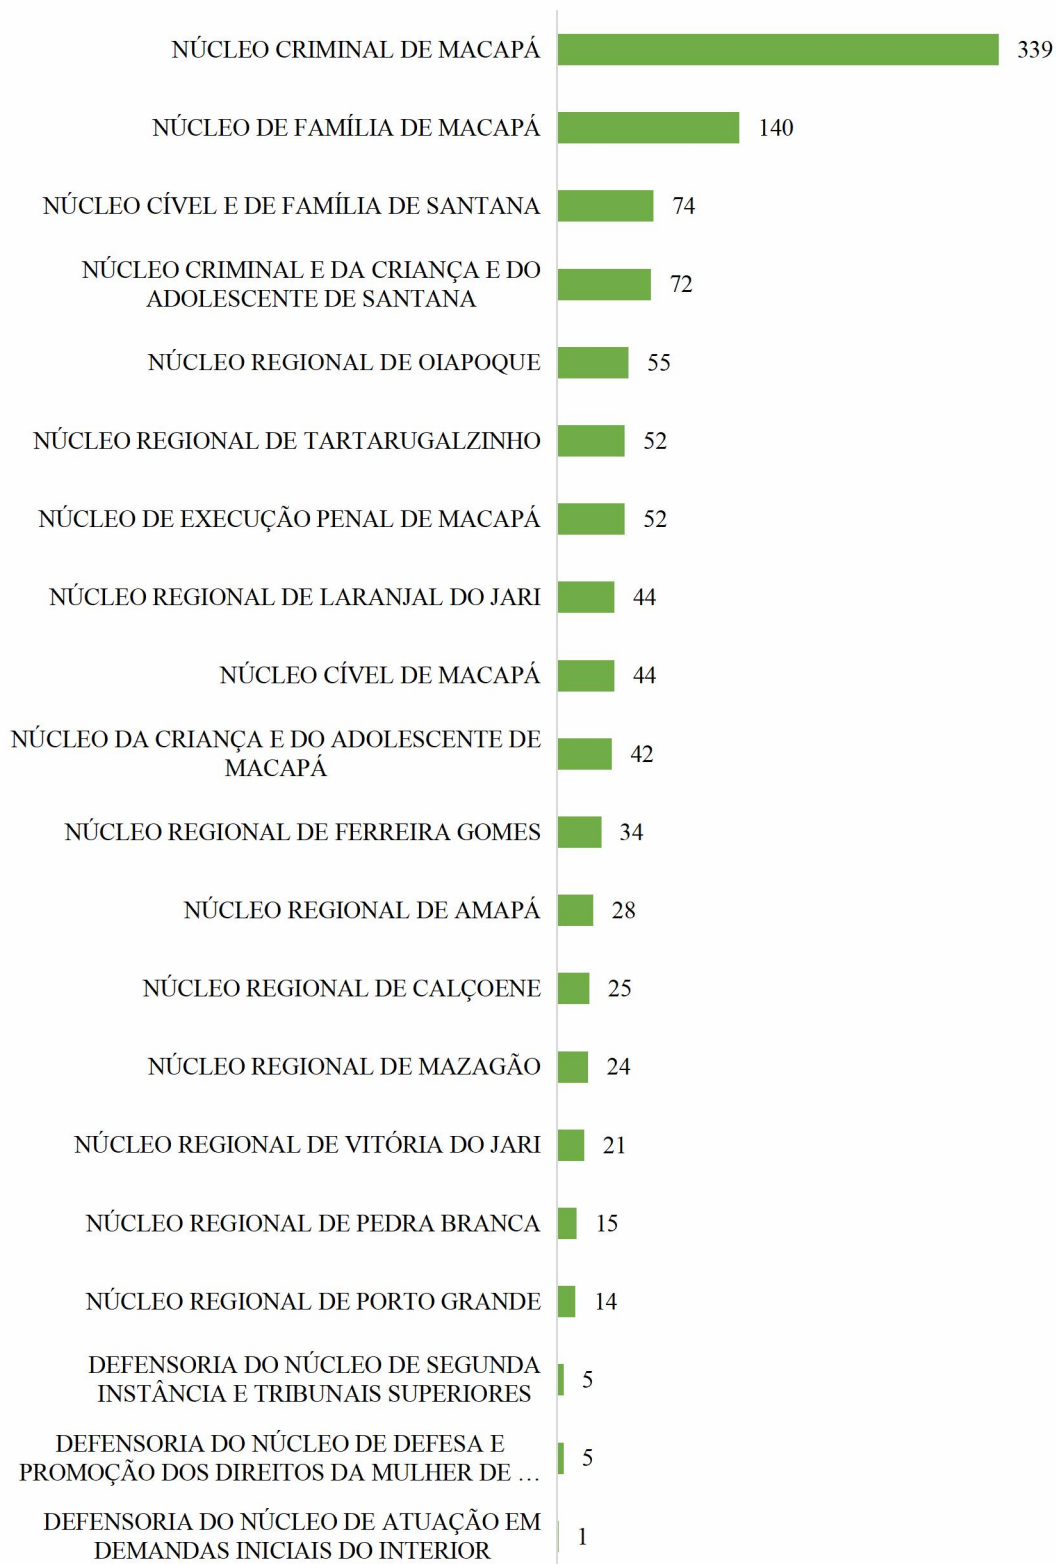 NÚCLEO CRIMINAL DE MACAPÁ 339
NÚCLEO DE FAMÍLIA DE MACAPÁ 140
NÚCLEO CÍVEL E DE FAMÍLIA DE SANTANA 74
NÚCLEO CRIMINAL E DA CRIANÇA E DO
ADOLESCENTE DE SANTANA 72
NÚCLEO REGIONAL DE OIAPOQUE 55
NÚCLEO REGIONAL DE TARTARUGALZINHO 52
NÚCLEO DE EXECUÇÃO PENAL DE MACAPÁ 52
NÚCLEO REGIONAL DE LARANJAL DO JARI 44
NÚCLEO CÍVEL DE MACAPÁ 44
NÚCLEO DA CRIANÇA E DO ADOLESCENTE DE
MACAPÁ 42
NÚCLEO REGIONAL DE FERREIRA GOMES 34
NÚCLEO REGIONAL DE AMAPÁ 28
NÚCLEO REGIONAL DE CALÇOENE 25
NÚCLEO REGIONAL DE MAZAGÃO 24
NÚCLEO REGIONAL DE VITÓRIA DO JARI 21
NÚCLEO REGIONAL DE PEDRA BRANCA 15
NÚCLEO REGIONAL DE PORTO GRANDE 14
DEFENSORIA DO NÚCLEO DE SEGUNDA
INSTÂNCIA E TRIBUNAIS SUPERIORES 5
DEFENSORIA DO NÚCLEO DE DEFESA E
PROMOÇÃO DOS DIREITOS DA MULHER DE … 5
DEFENSORIA DO NÚCLEO DE ATUAÇÃO EM
DEMANDAS INICIAIS DO INTERIOR 1